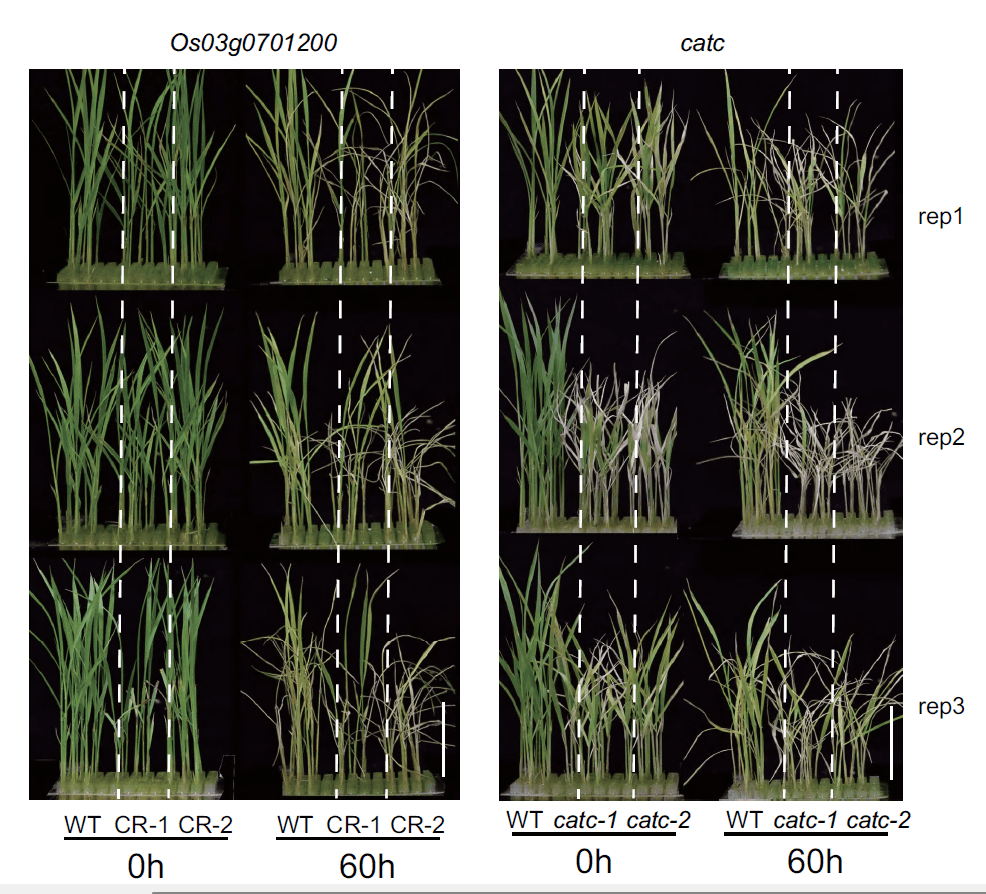 Os03g0701200
catc
rep1
rep2
rep3
WT CR-1 CR-2
WT CR-1 CR-2
WT catc-1 catc-2
WT catc-1 catc-2
0h
60h
0h
60h